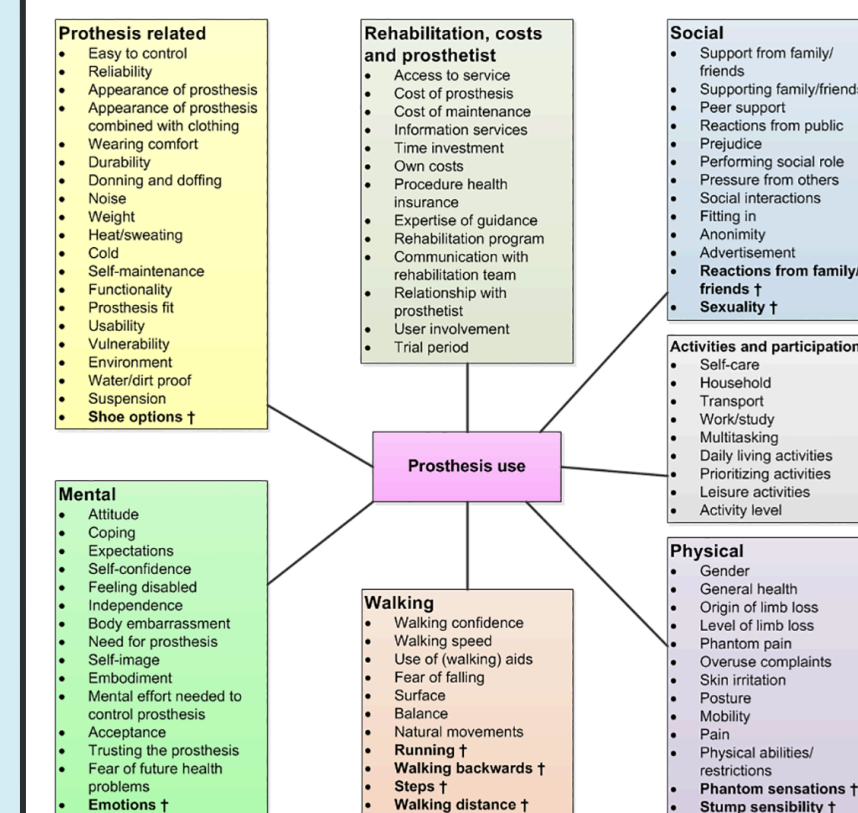 Prothesis related
• Easy to control
• Reliability
• Appearance of prosthesis
• Appearance of prosthesis
combined with clothing
• Wearing comfort
• Durability
• Donning and doffing
• Noise
• Weight
• Heat/sweating
• Cold
• Self-maintenance
• Functionality
• Prosthesis fit
• Usability
• Vulnerability
• Environment
• Water/dirt proof
• Suspension
• Shoe options †
Rehabilitation, costs
and prosthetist
• Access to service
• Cost of prosthesis
• Cost of maintenance
• Information services
• Time investment
• Own costs
• Procedure health
insurance
• Expertise of guidance
• Rehabilitation program
• Communication with
rehabilitation team
• Relationship with
prosthetist
• User involvement
• Trial period
Social
• Support from family/
friends
• Supporting family/friends
• Peer support
• Reactions from public
• Prejudice
• Performing social role
• Pressure from others
• Social interactions
• Fitting in
• Anonimity
• Advertisement
• Reactions from family/
friends †
• Sexuality †
Activities and participation
• Self-care
• Household
• Transport
• Work/study
• Multitasking
• Daily living activities
• Prioritizing activities
• Leisure activities
• Activity level
Prosthesis use
Mental
• Attitude
• Coping
• Expectations
• Self-confidence
• Feeling disabled
• Independence
• Body embarrassment
• Need for prosthesis
• Self-image
• Embodiment
• Mental effort needed to
control prosthesis
• Acceptance
• Trusting the prosthesis
• Fear of future health
problems
• Emotions †
Walking
• Walking confidence
• Walking speed
• Use of (walking) aids
• Fear of falling
• Surface
• Balance
• Natural movements
• Running †
• Walking backwards †
• Steps †
• Walking distance †
Physical
• Gender
• General health
• Origin of limb loss
• Level of limb loss
• Phantom pain
• Overuse complaints
• Skin irritation
• Posture
• Mobility
• Pain
• Physical abilities/
restrictions
• Phantom sensations †
• Stump sensibility †